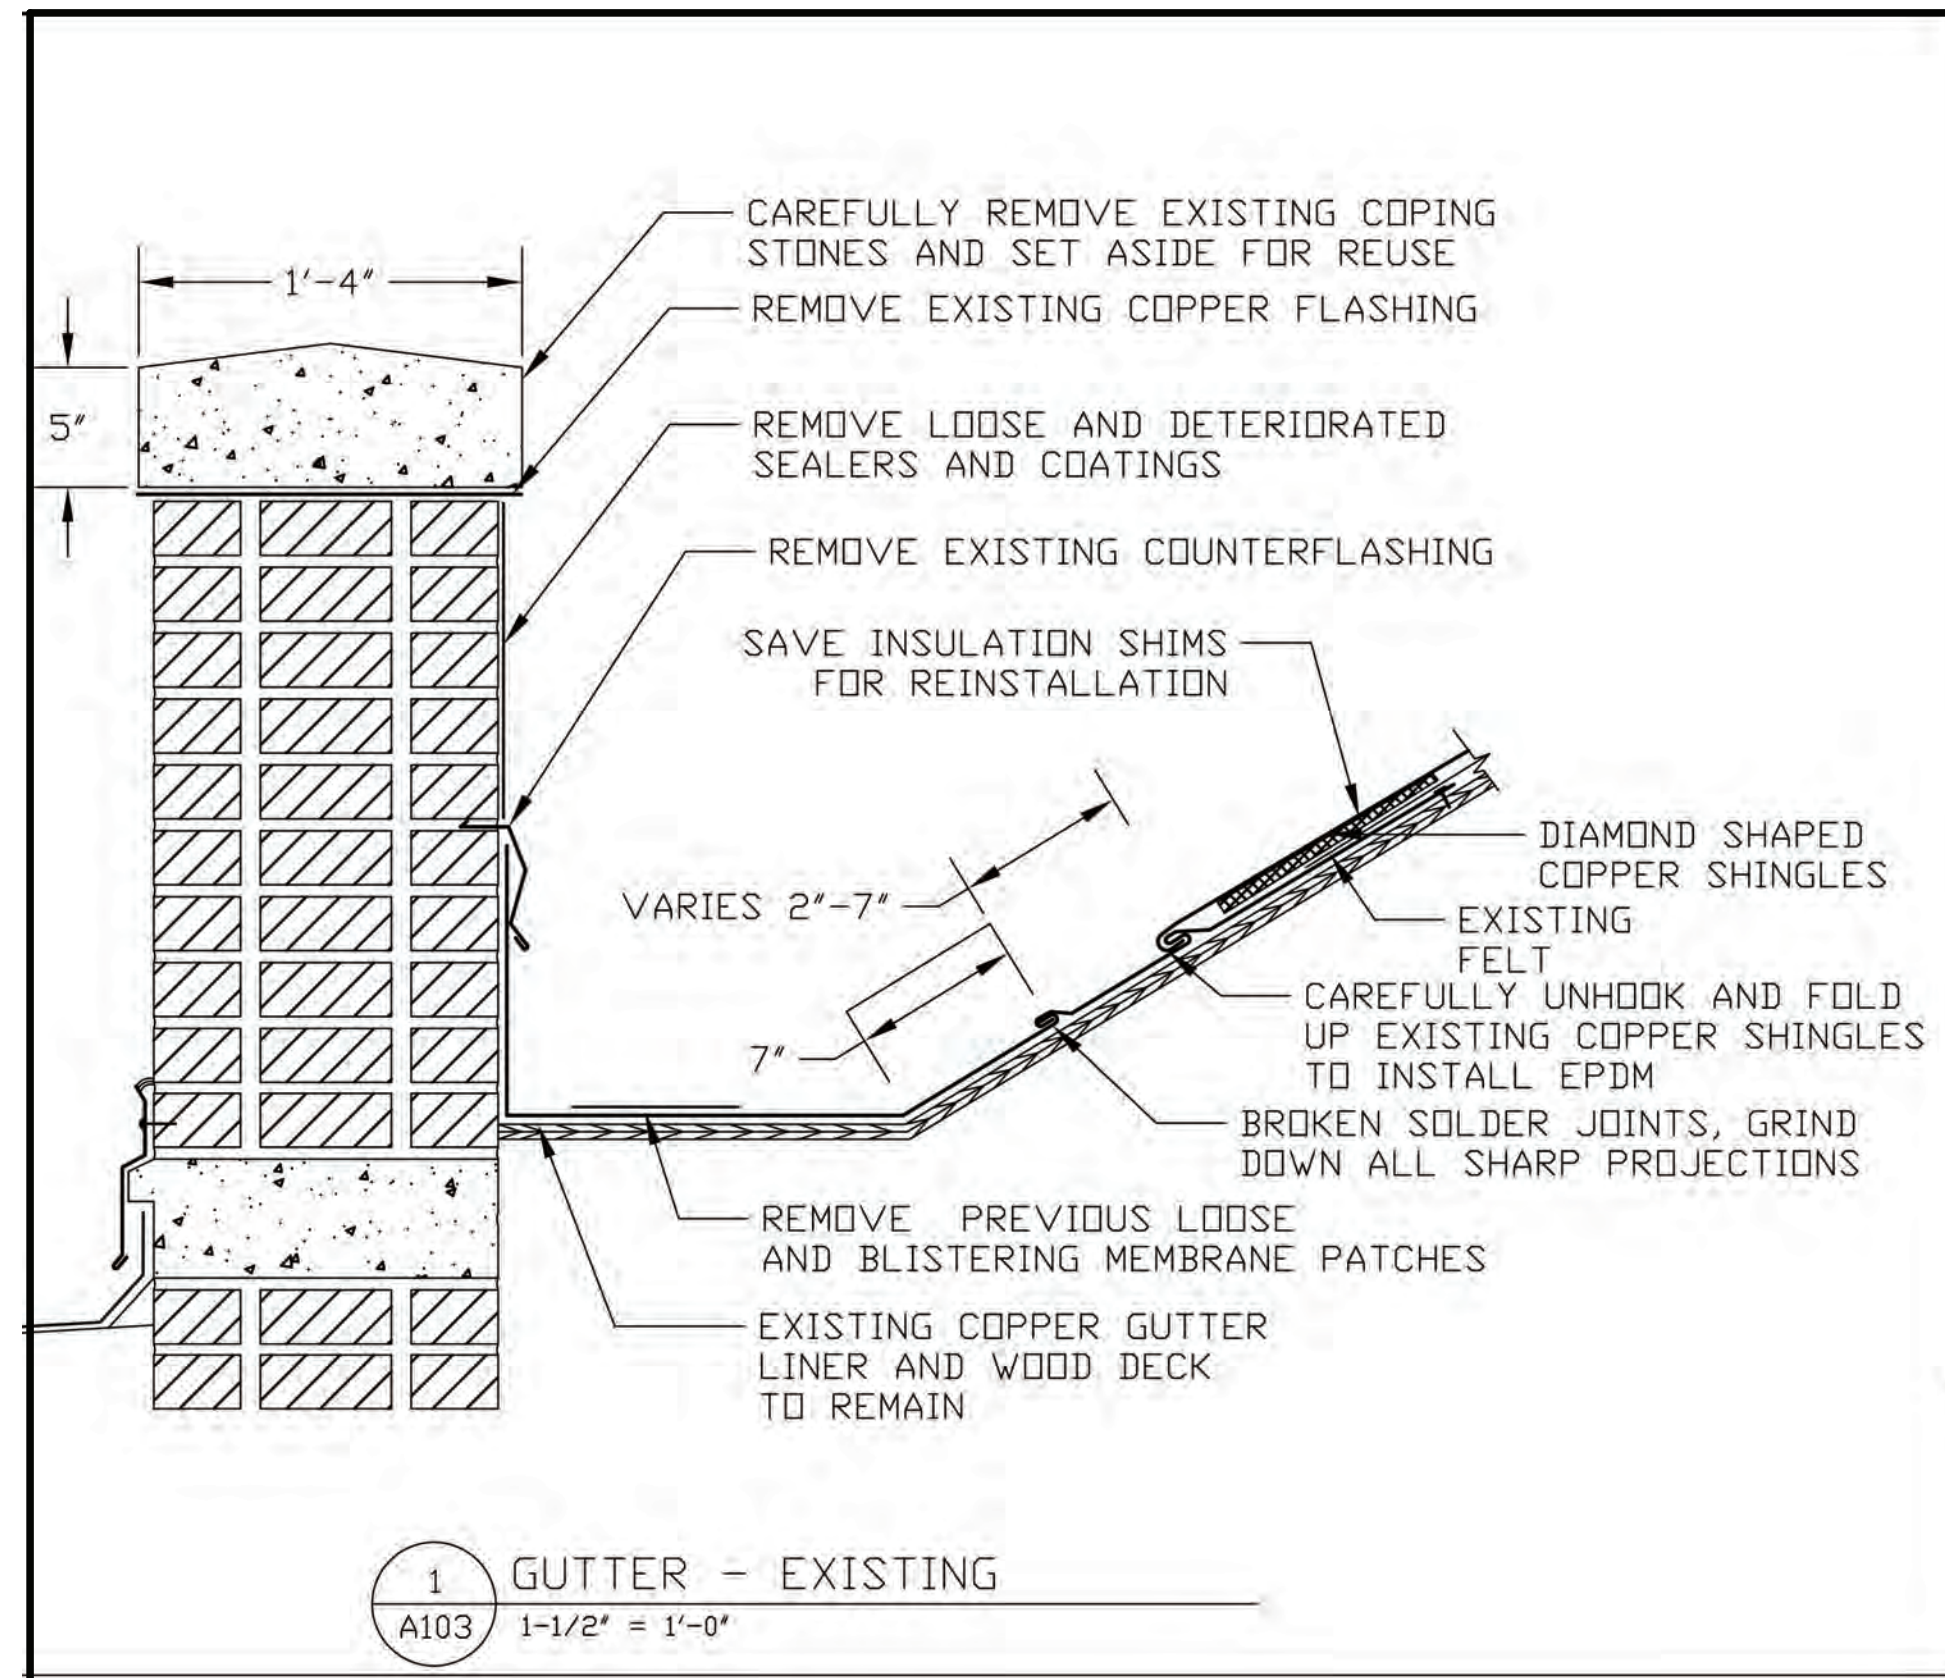 CAREFULLY REMOVE EXISTING COPING
STONES AND SET ASIDE FOR REUSE
1'-4"
REMOVE EXISTING COPPER FLASHING
5"
REMOVE LOOSE AND DETERIORATED
SEALERS AND COATINGS
REMOVE EXISTING COUNTERFLASHING
SAVE INSULATION SHIMS
FOR REINSTALLATION
DIAMOND SHAPED
COPPER SHINGLES
VARIES 2"-7"
EXISTING
FELT
CAREFULLY UNHOOK AND FOLD
UP EXISTING COPPER SHINGLES
TO INSTALL EPDM
7"
BROKEN SOLDER JOINTS, GRIND
DOWN ALL SHARP PROJECTIONS
REMOVE PREVIOUS LOOSE
AND BLISTERING MEMBRANE PATCHES
EXISTING COPPER GUTTER
LINER AND WOOD DECK
TO REMAIN
1
GUTTER - EXISTING
A103
1-1/2" = 1'-0"